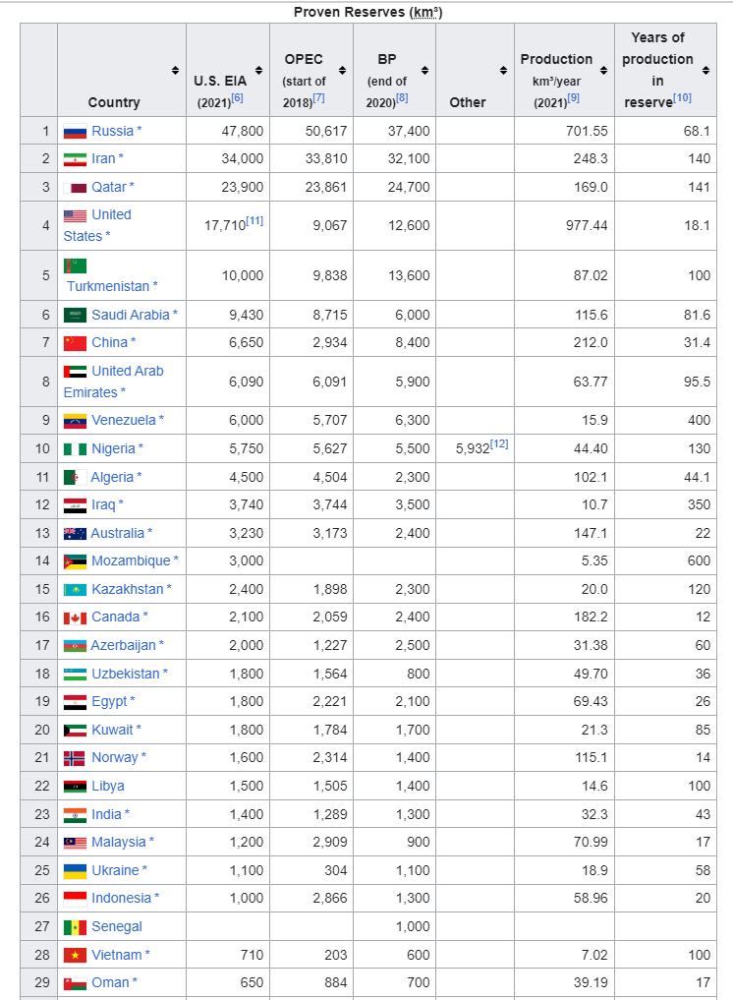 Proven Reserves (km³)
Country U.S. EIA (2021)[6] OPEC (start of 2018)[7] BP (end of 2020)[8] Other Production km³/year (2021)[9] Years of production in reserve[10]
1 Russia * 47,800 50,617 37,400 701.55 68.1
2 Iran * 34,000 33,810 32,100 248.3 140
3 Qatar * 23,900 23,861 24,700 169.0 141
4 United States * 17,710[11] 9,067 12,600 977.44 18.1
5 Turkmenistan * 10,000 9,838 13,600 87.02 100
6 Saudi Arabia * 9,430 8,715 6,000 115.6 81.6
7 China * 6,650 2,934 8,400 212.0 31.4
8 United Arab Emirates * 6,090 6,091 5,900 63.77 95.5
9 Venezuela * 6,000 5,707 6,300 15.9 400
10 Nigeria * 5,750 5,627 5,500 5,932[12] 44.40 130
11 Algeria * 4,500 4,504 2,300 102.1 44.1
12 Iraq * 3,740 3,744 3,500 10.7 350
13 Australia * 3,230 3,173 2,400 147.1 22
14 Mozambique * 3,000 5.35 600
15 Kazakhstan * 2,400 1,898 2,300 20.0 120
16 Canada * 2,100 2,059 2,400 182.2 12
17 Azerbaijan * 2,000 1,227 2,500 31.38 60
18 Uzbekistan * 1,800 1,564 800 49.70 36
19 Egypt * 1,800 2,221 2,100 69.43 26
20 Kuwait * 1,800 1,784 1,700 21.3 85
21 Norway * 1,600 2,314 1,400 115.1 14
22 Libya 1,500 1,505 1,400 14.6 100
23 India * 1,400 1,289 1,300 32.3 43
24 Malaysia * 1,200 2,909 900 70.99 17
25 Ukraine * 1,100 304 1,100 18.9 58
26 Indonesia * 1,000 2,866 1,300 58.96 20
27 Senegal 1,000
28 Vietnam * 710 203 600 7.02 100
29 Oman * 650 884 700 39.19 17